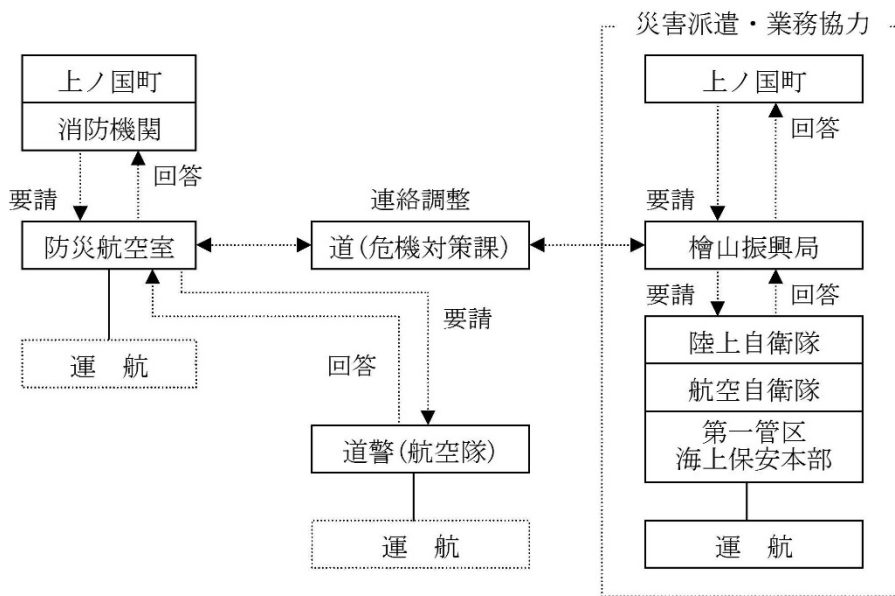 災害派遣・業務協力
上ノ国町
消防機関
上ノ国町
要請
回答
要請
回答
連絡調整
防災航空室
道(危機対策課)
檜山振興局
要請
回答
要請
回答
運　航
陸上自衛隊
航空自衛隊
第一管区
海上保安本部
道警(航空隊)
運　航
運　航